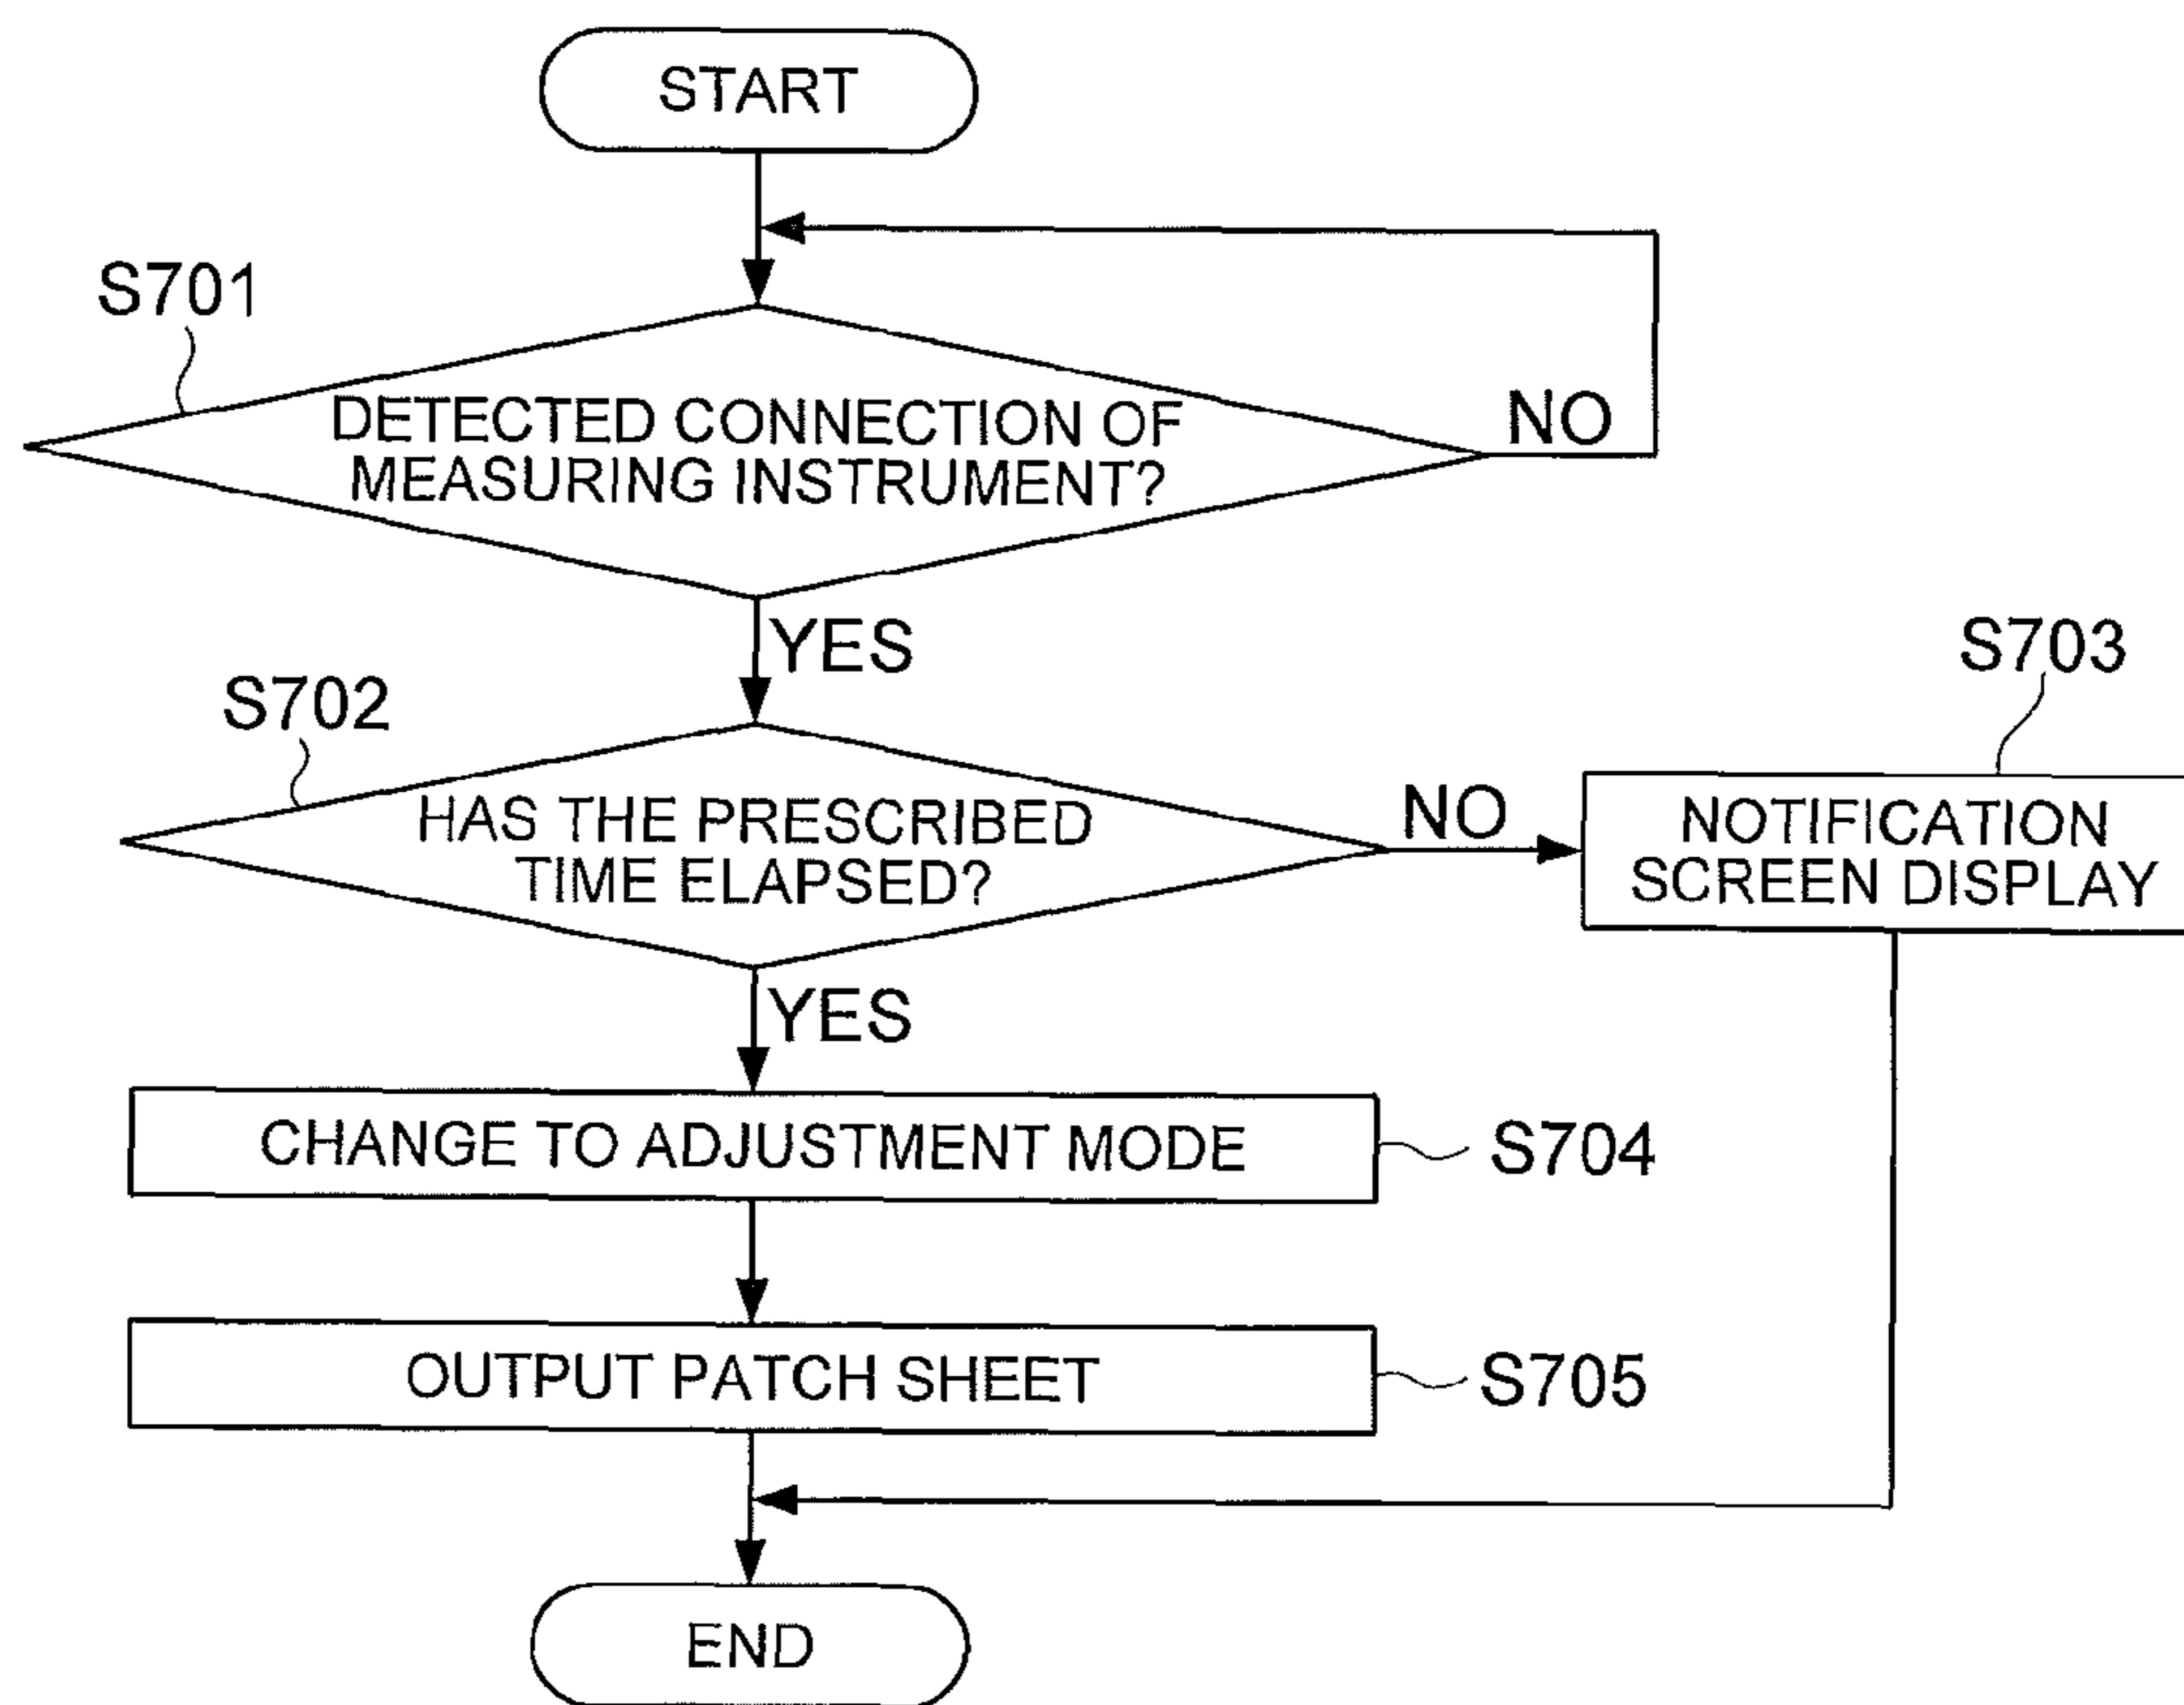 START
S701
DETECTED CONNECTION OF
MEASURING INSTRUMENT?
NO
YES
S702
HAS THE PRESCRIBED
TIME ELAPSED?
NO
S703
NOTIFICATION
SCREEN DISPLAY
YES
CHANGE TO ADJUSTMENT MODE
S704
OUTPUT PATCH SHEET
S705
END